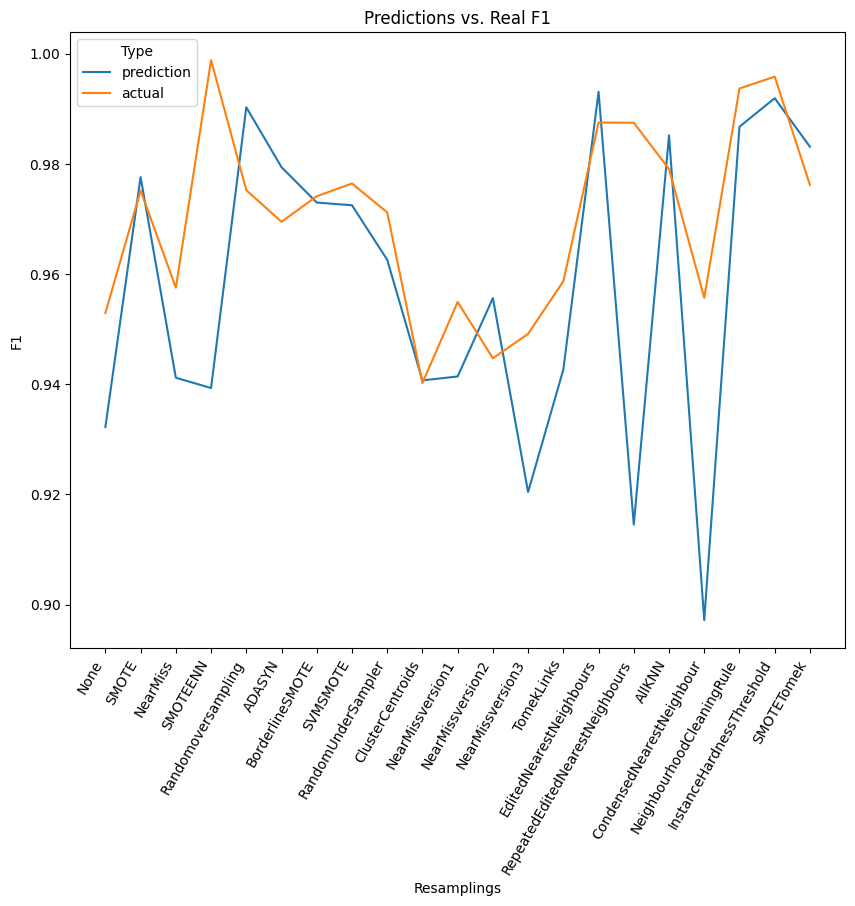 Predictions vs. Real F1
Type
prediction
actual
1.00
0.98
0.96
0.94
0.92
0.90
F1
None
SMOTE
NearMiss
SMOTEENN
Randomoversampling
ADASYN
BorderlineSMOTE
SVMSMOTE
RandomUnderSampler
ClusterCentroids
NearMissversion1
NearMissversion2
NearMissversion3
TomekLinks
EditedNearestNeighbours
RepeatedEditedNearestNeighbours
AllKNN
CondensedNearestNeighbour
NeighbourhoodCleaningRule
InstanceHardnessThreshold
SMOTETomek
Resamplings